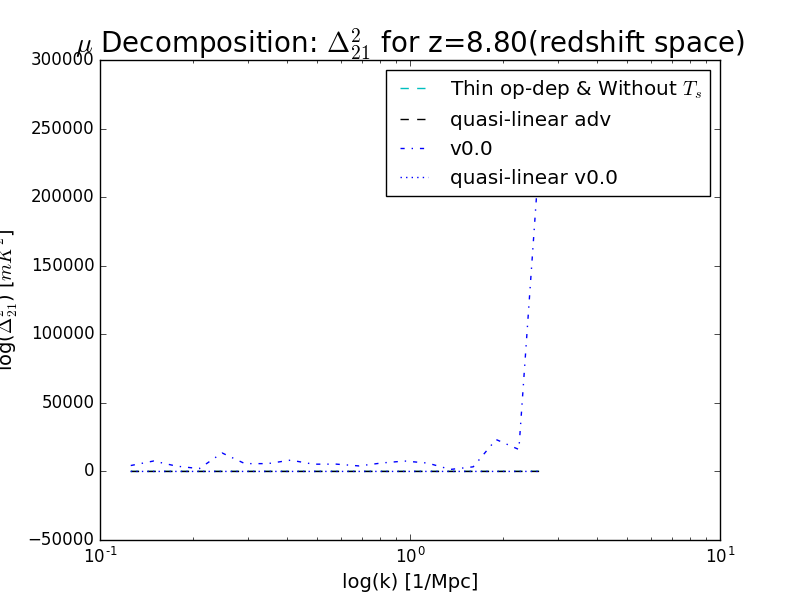 μ Decomposition: Δ²₂₁ for z=8.80(redshift space)
300000
250000
200000
150000
100000
50000
0
−50000
log(Δ²₂₁) [mK²]
Thin op-dep & Without Tₛ
quasi-linear adv
v0.0
quasi-linear v0.0
10⁻¹
10⁰
10¹
log(k) [1/Mpc]